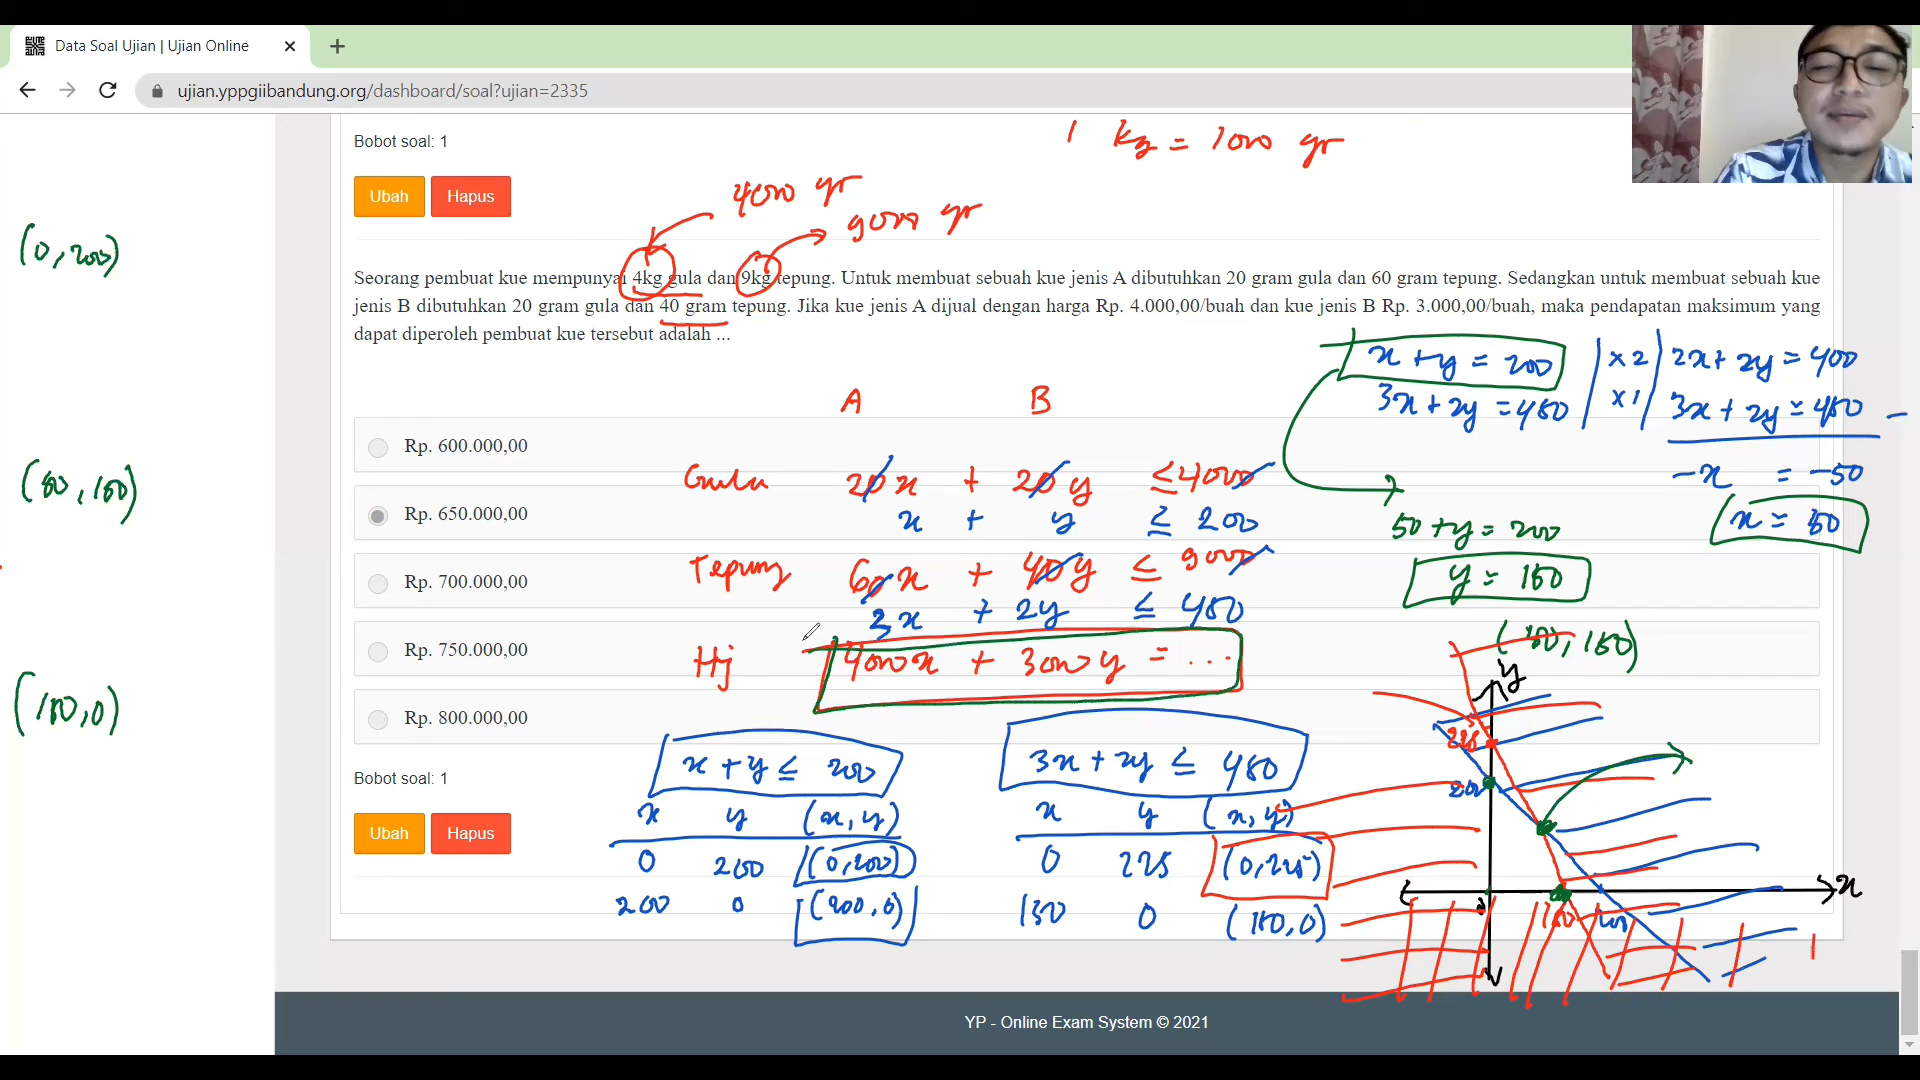 Data Soal Ujian | Ujian Online
ujian.yppgiibandung.org/dashboard/soal?ujian=2335
Bobot soal: 1
1 kg = 1000 gr
Ubah Hapus
4000 gr
9000 gr
(0,200)
Seorang pembuat kue mempunyai 4kg gula dan 9kg tepung. Untuk membuat sebuah kue jenis A dibutuhkan 20 gram gula dan 60 gram tepung. Sedangkan untuk membuat sebuah kue
jenis B dibutuhkan 20 gram gula dan 40 gram tepung. Jika kue jenis A dijual dengan harga Rp. 4.000,00/buah dan kue jenis B Rp. 3.000,00/buah, maka pendapatan maksimum yang
dapat diperoleh pembuat kue tersebut adalah ...
x + y = 200 | x2 | 2x + 2y = 400
3x + 2y = 450 | x1 | 3x + 2y = 450 -
-x = -50
x = 50
50 + y = 200
y = 150
(50,150)
A B
Rp. 600.000,00
Rp. 650.000,00
Rp. 700.000,00
Rp. 750.000,00
Rp. 800.000,00
Gula 20x + 20y ≤ 4000
x + y ≤ 200
Tepung 60x + 40y ≤ 9000
3x + 2y ≤ 450
Hj 4000x + 3000y = ...
(50,150)
(150,0)
x + y ≤ 200
x y (x,y)
0 200 (0,200)
200 0 (200,0)
3x + 2y ≤ 450
x y (x,y)
0 225 (0,225)
150 0 (150,0)
y
225
200
x
150 200
Bobot soal: 1
Ubah Hapus
YP - Online Exam System © 2021